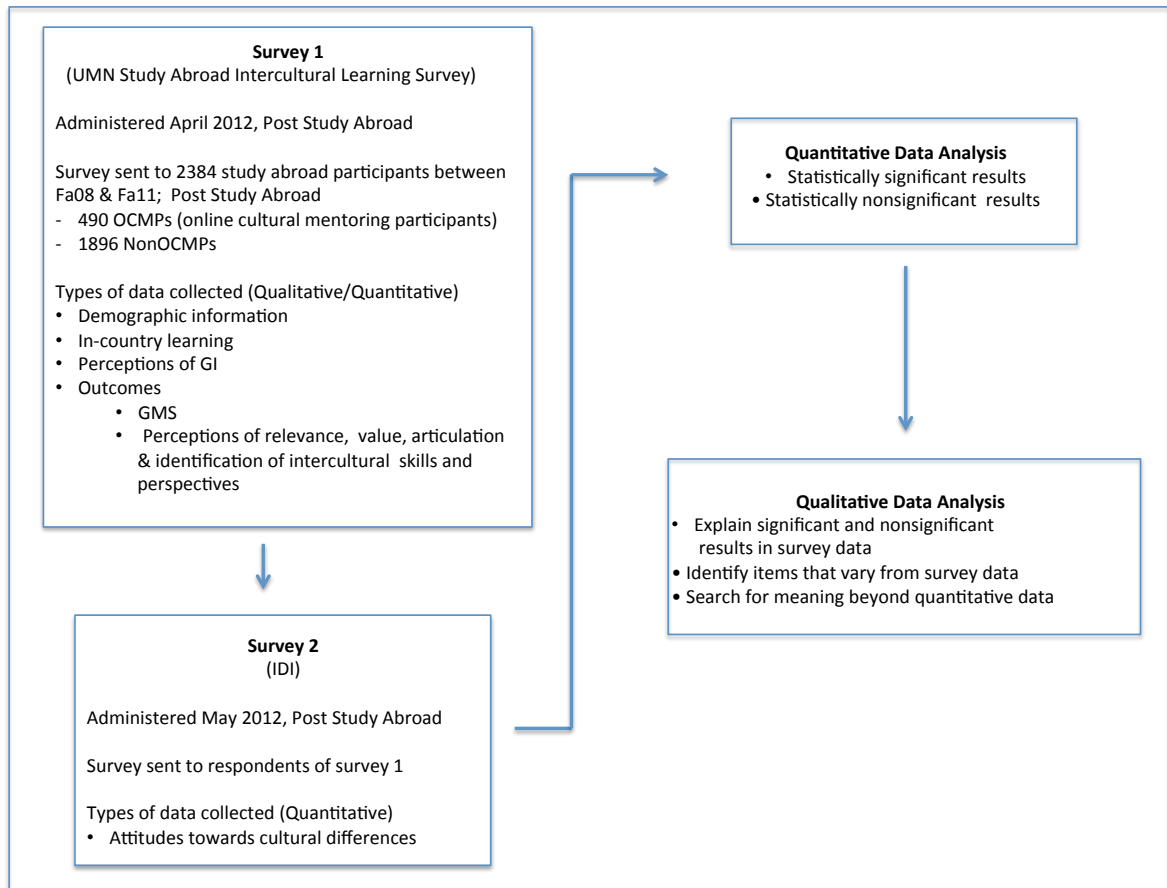 Survey 1
(UMN Study Abroad Intercultural Learning Survey)
Administered April 2012, Post Study Abroad
Survey sent to 2384 study abroad participants between
Fa08 & Fa11;  Post Study Abroad
- 490 OCMPs (online cultural mentoring participants)
- 1896 NonOCMPs
Types of data collected (Qualitative/Quantitative)
• Demographic information
• In-country learning
• Perceptions of GI
• Outcomes
• GMS
• Perceptions of relevance, value, articulation
& identification of intercultural skills and
perspectives
Survey 2
(IDI)
Administered May 2012, Post Study Abroad
Survey sent to respondents of survey 1
Types of data collected (Quantitative)
• Attitudes towards cultural differences
Quantitative Data Analysis
• Statistically significant results
• Statistically nonsignificant results
Qualitative Data Analysis
• Explain significant and nonsignificant
results in survey data
• Identify items that vary from survey data
• Search for meaning beyond quantitative data